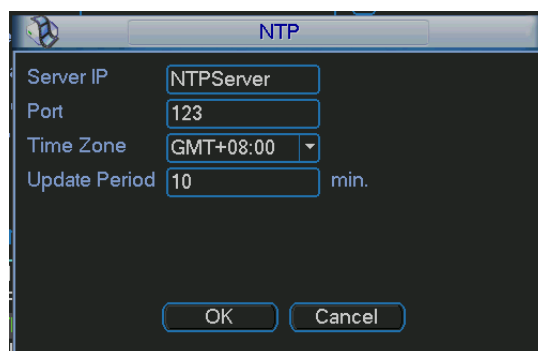 NTP
Server IP NTPServer
Port 123
Time Zone GMT+08:00
Update Period 10 min.
OK Cancel